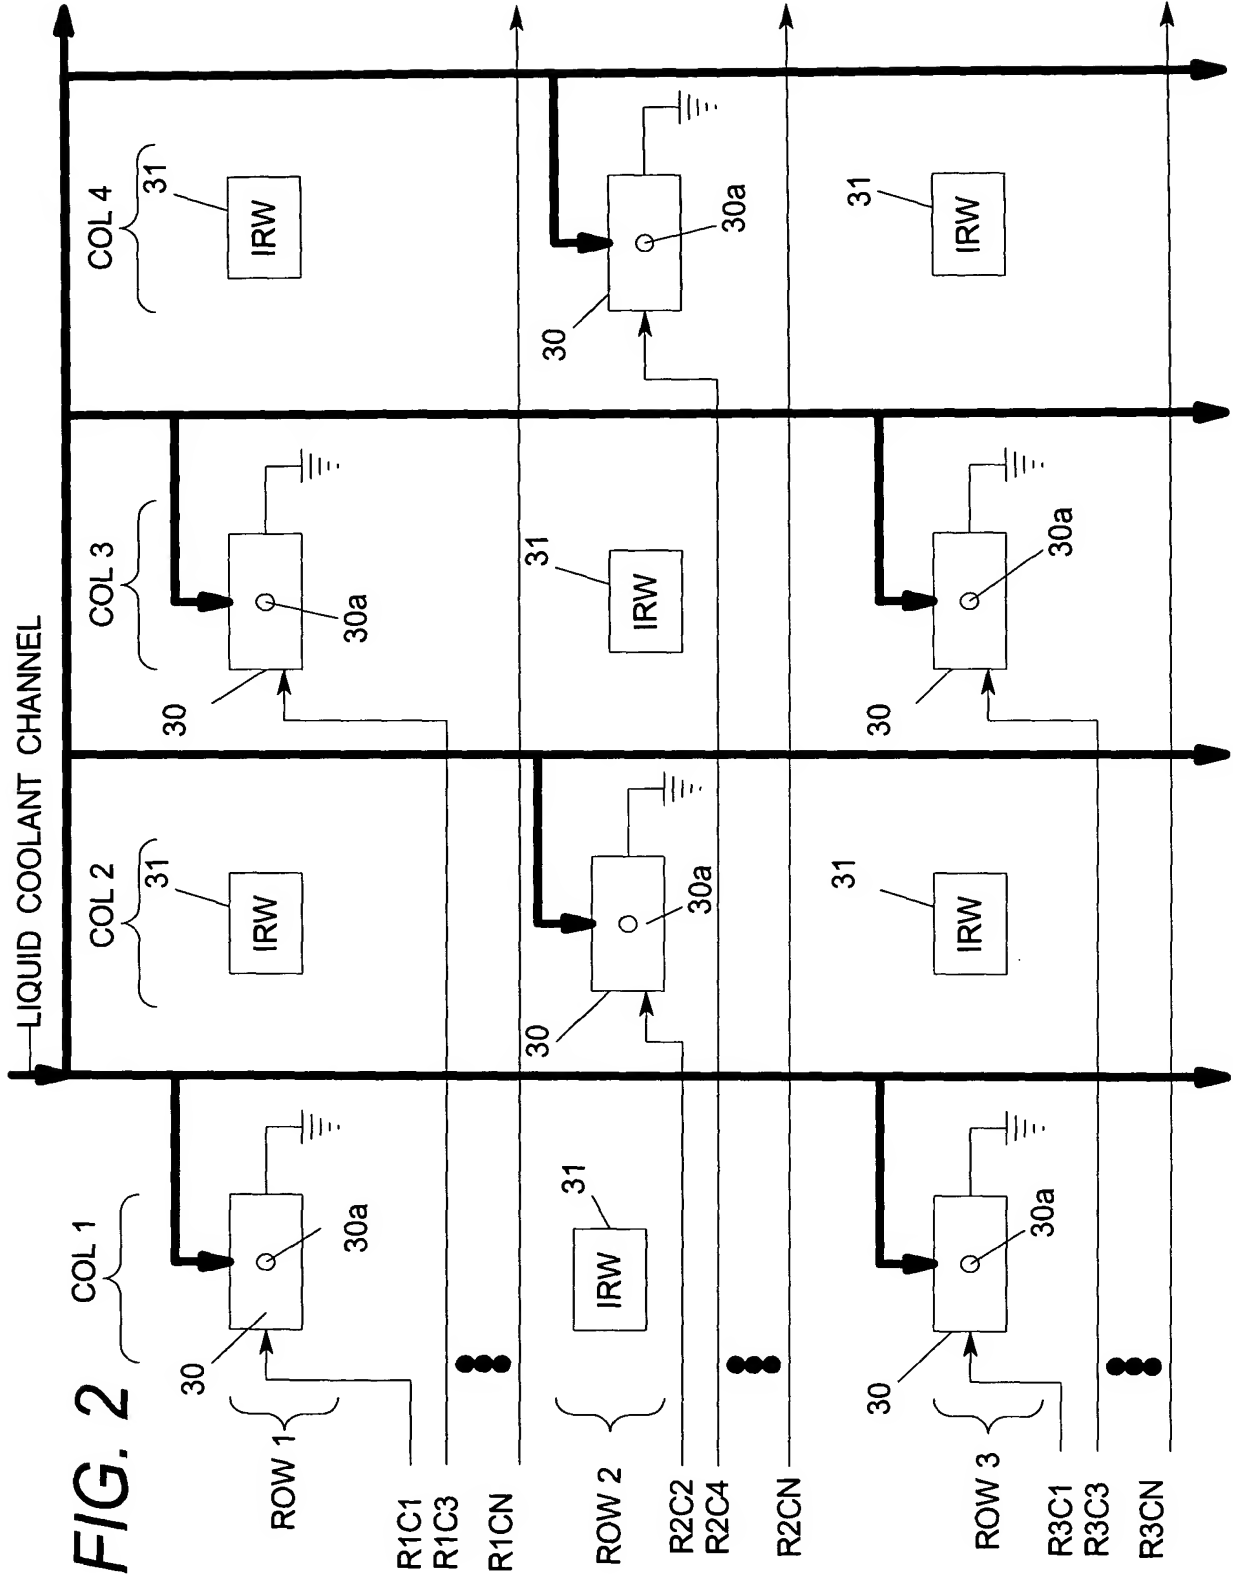 FIG. 2
LIQUID COOLANT CHANNEL
COL 1
COL 2
COL 3
COL 4
ROW 1
30
30a
31
IRW
30
30a
31
IRW
R1C1
R1C3
R1CN
ROW 2
31
IRW
30
30a
31
IRW
30
30a
R2C2
R2C4
R2CN
ROW 3
30
30a
31
IRW
30
30a
31
IRW
R3C1
R3C3
R3CN